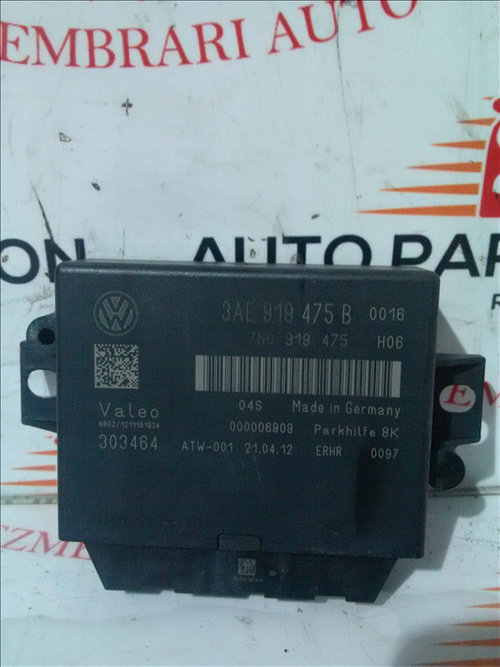 EMBRARI AUTO
ON AUTO PAR
R
3AE 919 475 B 0016
7N0 919 475 H06
04S Made in Germany
Valeo 000006909 Parkhilfe 8K
303464 ATW-001 21.04.12 ERHR 0097